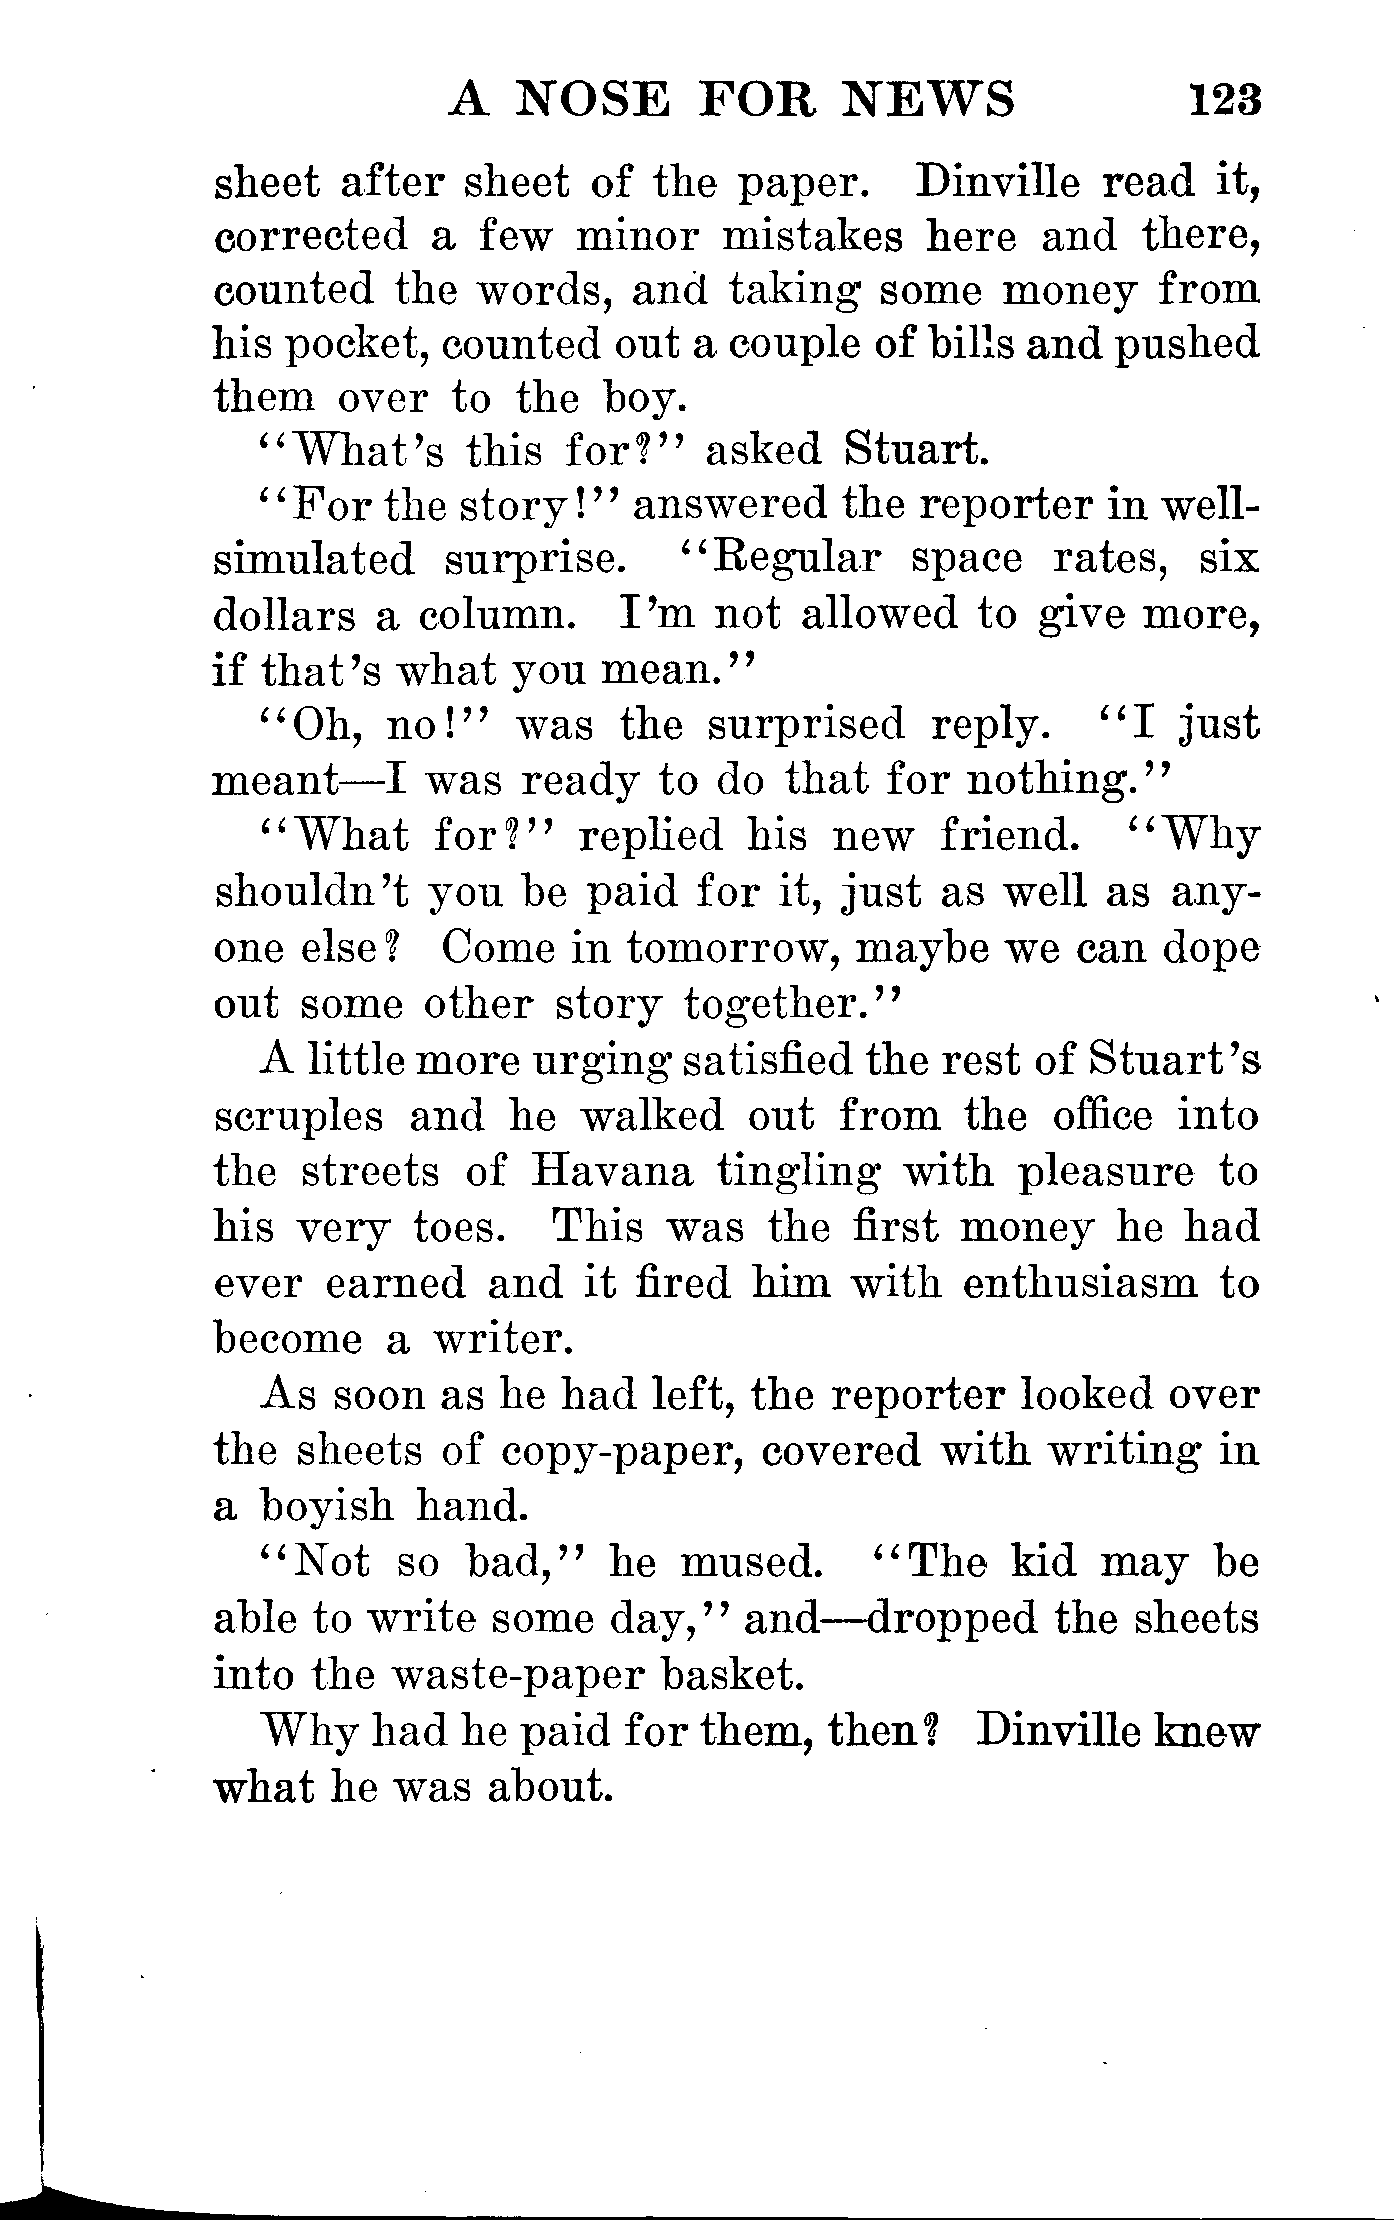 A NOSE FOR NEWS 123
sheet after sheet of the paper. Dinville read it,
corrected a few minor mistakes here and there,
counted the words, and taking some money from
his pocket, counted out a couple of bills and pushed
them over to the boy.
"What's this for?" asked Stuart.
"For the story!" answered the reporter in well-
simulated surprise. "Regular space rates, six
dollars a column. I'm not allowed to give more,
if that's what you mean."
"Oh, no!" was the surprised reply. "I just
meant—I was ready to do that for nothing."
"What for?" replied his new friend. "Why
shouldn't you be paid for it, just as well as any-
one else? Come in tomorrow, maybe we can dope
out some other story together."
A little more urging satisfied the rest of Stuart's
scruples and he walked out from the office into
the streets of Havana tingling with pleasure to
his very toes. This was the first money he had
ever earned and it fired him with enthusiasm to
become a writer.
As soon as he had left, the reporter looked over
the sheets of copy-paper, covered with writing in
a boyish hand.
"Not so bad," he mused. "The kid may be
able to write some day," and—dropped the sheets
into the waste-paper basket.
Why had he paid for them, then? Dinville knew
what he was about.